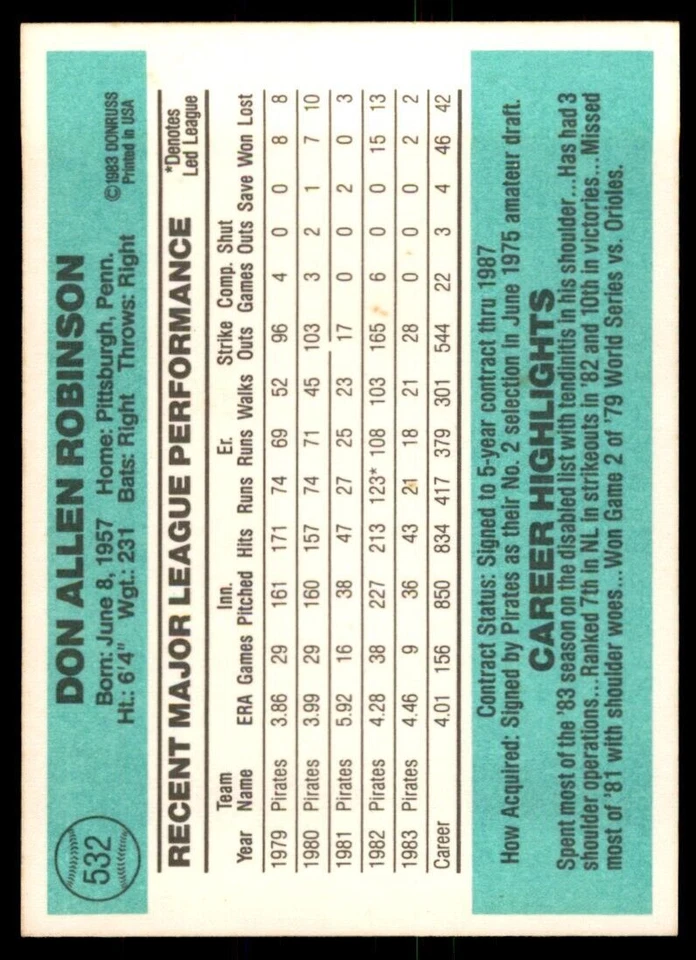 532
DON ALLEN ROBINSON
Born: June 8, 1957 Home: Pittsburgh, Penn.
Ht.: 6'4" Wgt.: 231 Bats: Right Throws: Right
©1983 DONRUSS
Printed in USA
RECENT MAJOR LEAGUE PERFORMANCE
*Denotes
Led League
Team Inn. Er. Strike Comp. Shut
Year Name ERA Games Pitched Hits Runs Runs Walks Outs Games Outs Save Won Lost
1979 Pirates 3.86 29 161 171 74 69 52 96 4 0 0 8 8
1980 Pirates 3.99 29 160 157 74 71 45 103 3 2 1 7 10
1981 Pirates 5.92 16 38 47 27 25 23 17 0 0 2 0 3
1982 Pirates 4.28 38 227 213 123* 108 103 165 6 0 0 15 13
1983 Pirates 4.46 9 36 43 21 18 21 28 0 0 0 2 2
Career 4.01 156 850 834 417 379 301 544 22 3 4 46 42
Contract Status: Signed to 5-year contract thru 1987
How Acquired: Signed by Pirates as their No. 2 selection in June 1975 amateur draft.
CAREER HIGHLIGHTS
Spent most of the '83 season on the disabled list with tendinitis in his shoulder...Has had 3
shoulder operations...Ranked 7th in NL in strikeouts in '82 and 10th in victories...Missed
most of '81 with shoulder woes...Won Game 2 of '79 World Series vs. Orioles.